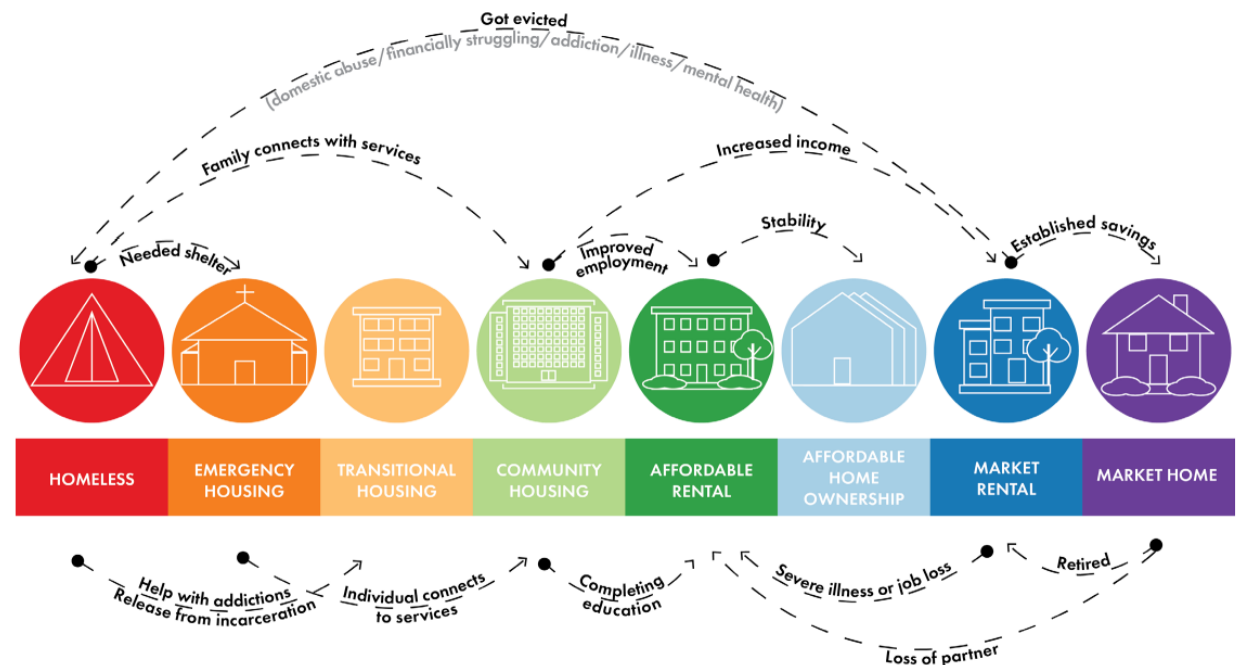 Got evicted
(domestic abuse/financially struggling/addiction/illness/mental health)
Family connects with services
Increased income
Needed shelter
Improved
employment
Stability
Established savings
HOMELESS
EMERGENCY
HOUSING
TRANSITIONAL
HOUSING
COMMUNITY
HOUSING
AFFORDABLE
RENTAL
AFFORDABLE
HOME
OWNERSHIP
MARKET
RENTAL
MARKET HOME
Help with addictions
Release from incarceration
Individual connects
to services
Completing
education
Severe illness or job loss
Retired
Loss of partner